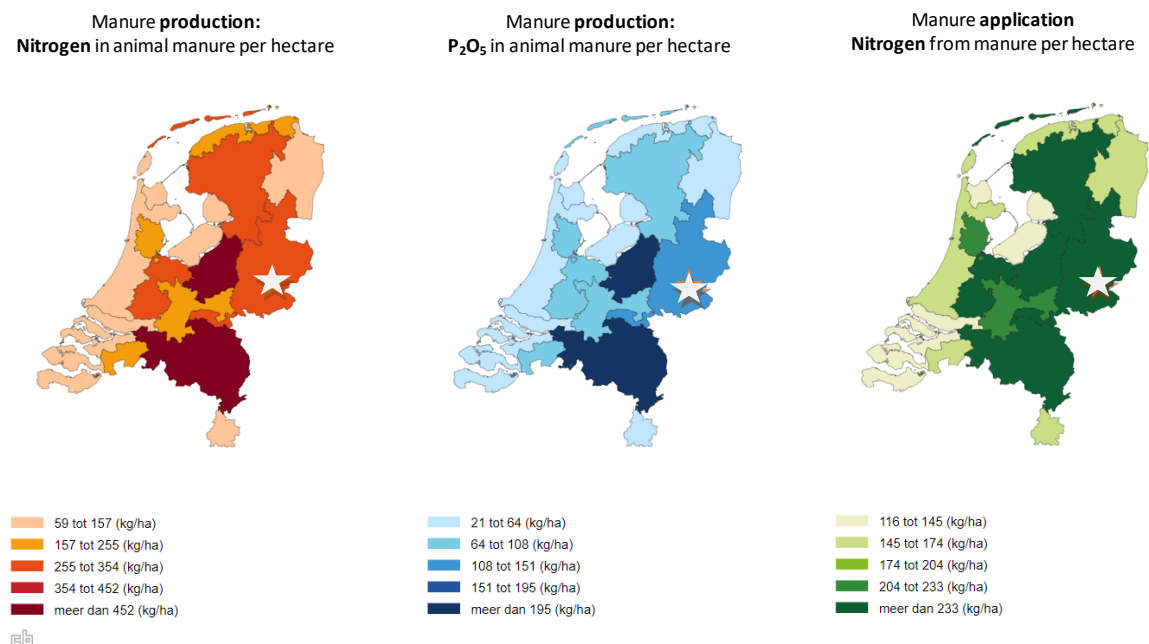 Manure production:
Nitrogen in animal manure per hectare
Manure production:
P₂O₅ in animal manure per hectare
Manure application
Nitrogen from manure per hectare
59 tot 157 (kg/ha)
157 tot 255 (kg/ha)
255 tot 354 (kg/ha)
354 tot 452 (kg/ha)
meer dan 452 (kg/ha)
21 tot 64 (kg/ha)
64 tot 108 (kg/ha)
108 tot 151 (kg/ha)
151 tot 195 (kg/ha)
meer dan 195 (kg/ha)
116 tot 145 (kg/ha)
145 tot 174 (kg/ha)
174 tot 204 (kg/ha)
204 tot 233 (kg/ha)
meer dan 233 (kg/ha)